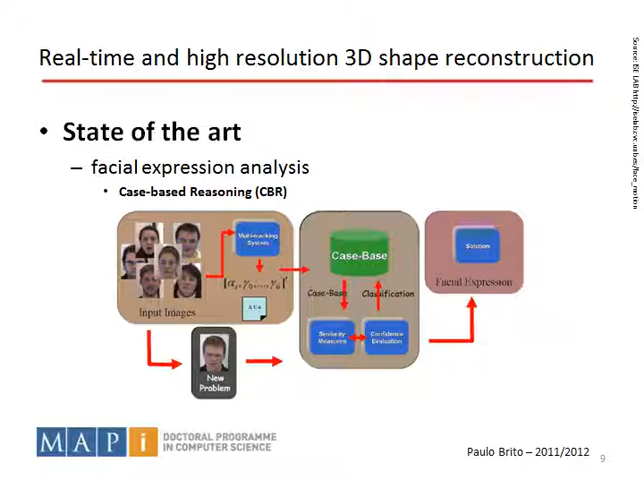 Real-time and high resolution 3D shape reconstruction
• State of the art
– facial expression analysis
• Case-based Reasoning (CBR)
Multi-tracking
System
A U s
Input Images
New
Problem
Case-Base
Case-Base
Classification
Similarity
Measures
Confidence
Evaluation
Solution
Facial Expression
MAP i
DOCTORAL PROGRAMME
IN COMPUTER SCIENCE
Paulo Brito – 2011/2012
9